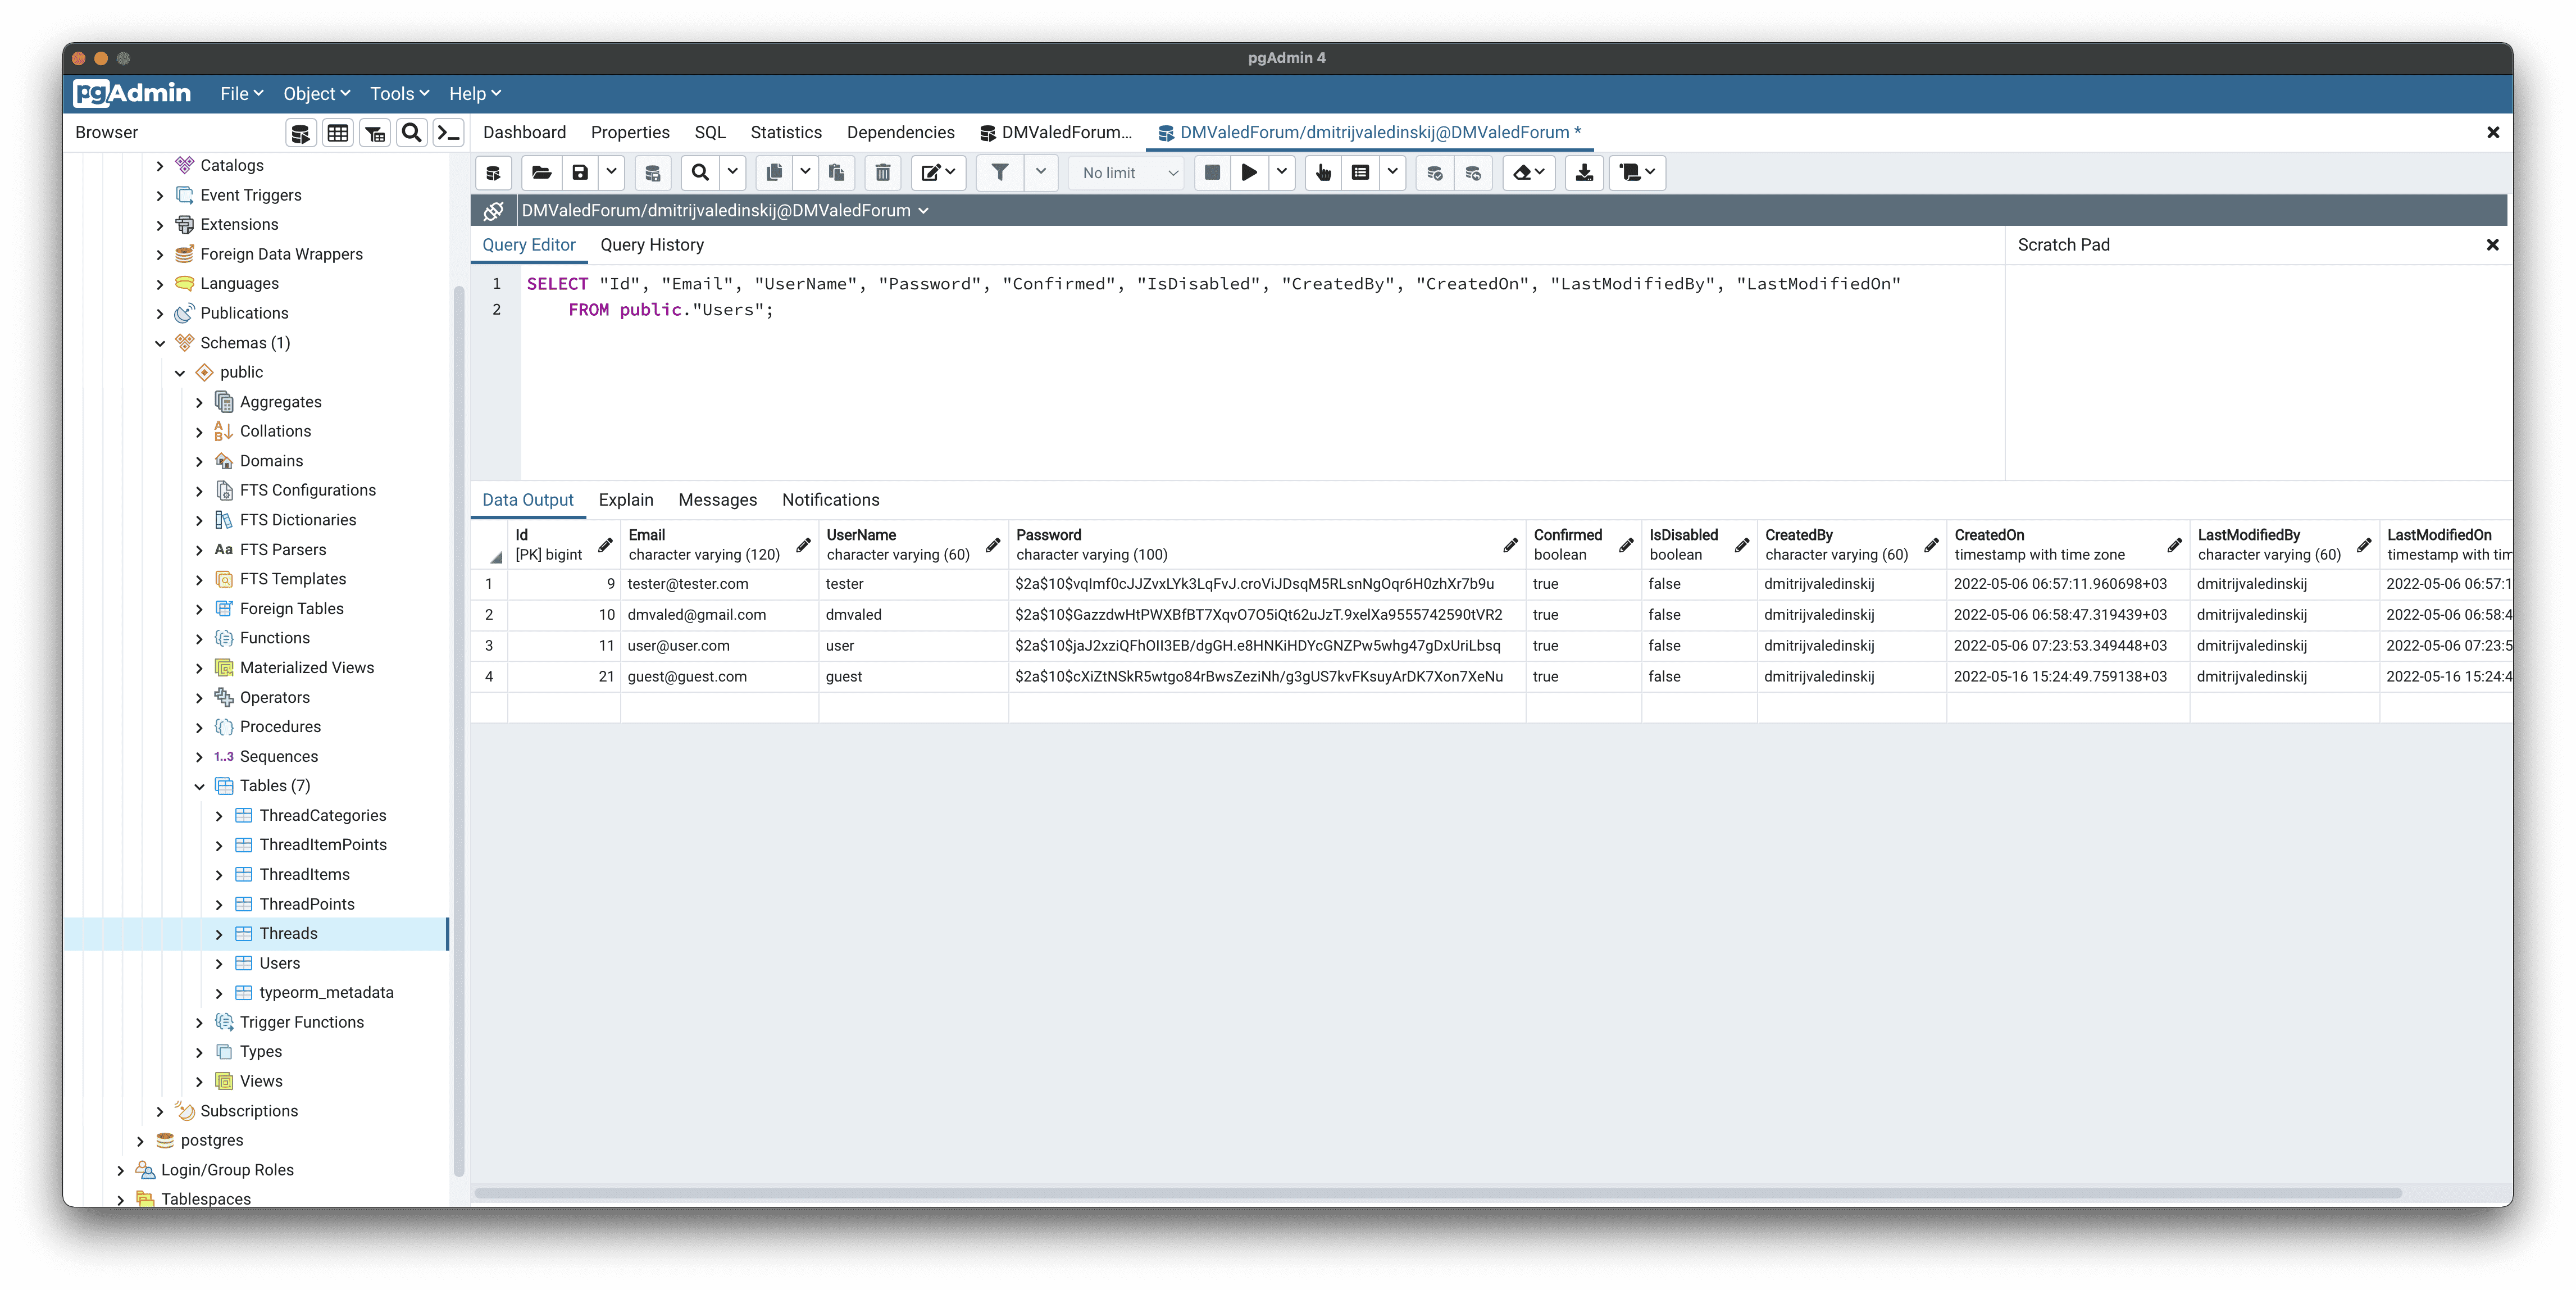 pgAdmin 4
pgAdmin File Object Tools Help
Browser
Dashboard Properties SQL Statistics Dependencies DMValedForum... DMValedForum/dmitrijvaledinskij@DMValedForum *
No limit
DMValedForum/dmitrijvaledinskij@DMValedForum
Query Editor Query History
Scratch Pad
1 SELECT "Id", "Email", "UserName", "Password", "Confirmed", "IsDisabled", "CreatedBy", "CreatedOn", "LastModifiedBy", "LastModifiedOn"
2 FROM public."Users";
Catalogs
Event Triggers
Extensions
Foreign Data Wrappers
Languages
Publications
Schemas (1)
public
Aggregates
Collations
Domains
FTS Configurations
FTS Dictionaries
Aa FTS Parsers
FTS Templates
Foreign Tables
Functions
Materialized Views
Operators
Procedures
1..3 Sequences
Tables (7)
ThreadCategories
ThreadItemPoints
ThreadItems
ThreadPoints
Threads
Users
typeorm_metadata
Trigger Functions
Types
Views
Subscriptions
postgres
Login/Group Roles
Tablespaces
Data Output Explain Messages Notifications
Id Email UserName Password Confirmed IsDisabled CreatedBy CreatedOn LastModifiedBy LastModifiedOn
[PK] bigint character varying (120) character varying (60) character varying (100) boolean boolean character varying (60) timestamp with time zone character varying (60) timestamp with tim
1 9 tester@tester.com tester $2a$10$vqImf0cJJZvxLYk3LqFvJ.croViJDsqM5RLsnNgOqr6H0zhXr7b9u true false dmitrijvaledinskij 2022-05-06 06:57:11.960698+03 dmitrijvaledinskij 2022-05-06 06:57:1
2 10 dmvaled@gmail.com dmvaled $2a$10$GazzdwHtPWXBfBT7XqvO7O5iQt62uJzT.9xelXa9555742590tVR2 true false dmitrijvaledinskij 2022-05-06 06:58:47.319439+03 dmitrijvaledinskij 2022-05-06 06:58:4
3 11 user@user.com user $2a$10$jaJ2xziQFhOII3EB/dgGH.e8HNKiHDYcGNZPw5whg47gDxUriLbsq true false dmitrijvaledinskij 2022-05-06 07:23:53.349448+03 dmitrijvaledinskij 2022-05-06 07:23:5
4 21 guest@guest.com guest $2a$10$cXiZtNSkR5wtgo84rBwsZeziNh/g3gUS7kvFKsuyArDK7Xon7XeNu true false dmitrijvaledinskij 2022-05-16 15:24:49.759138+03 dmitrijvaledinskij 2022-05-16 15:24:4